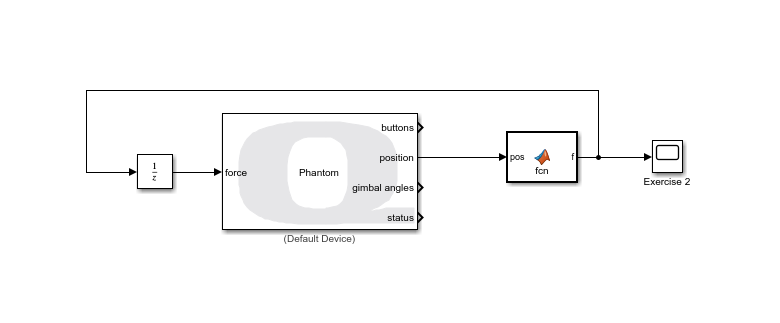 buttons
position
pos
f
1
z
force
Phantom
fcn
Exercise 2
gimbal angles
status
(Default Device)